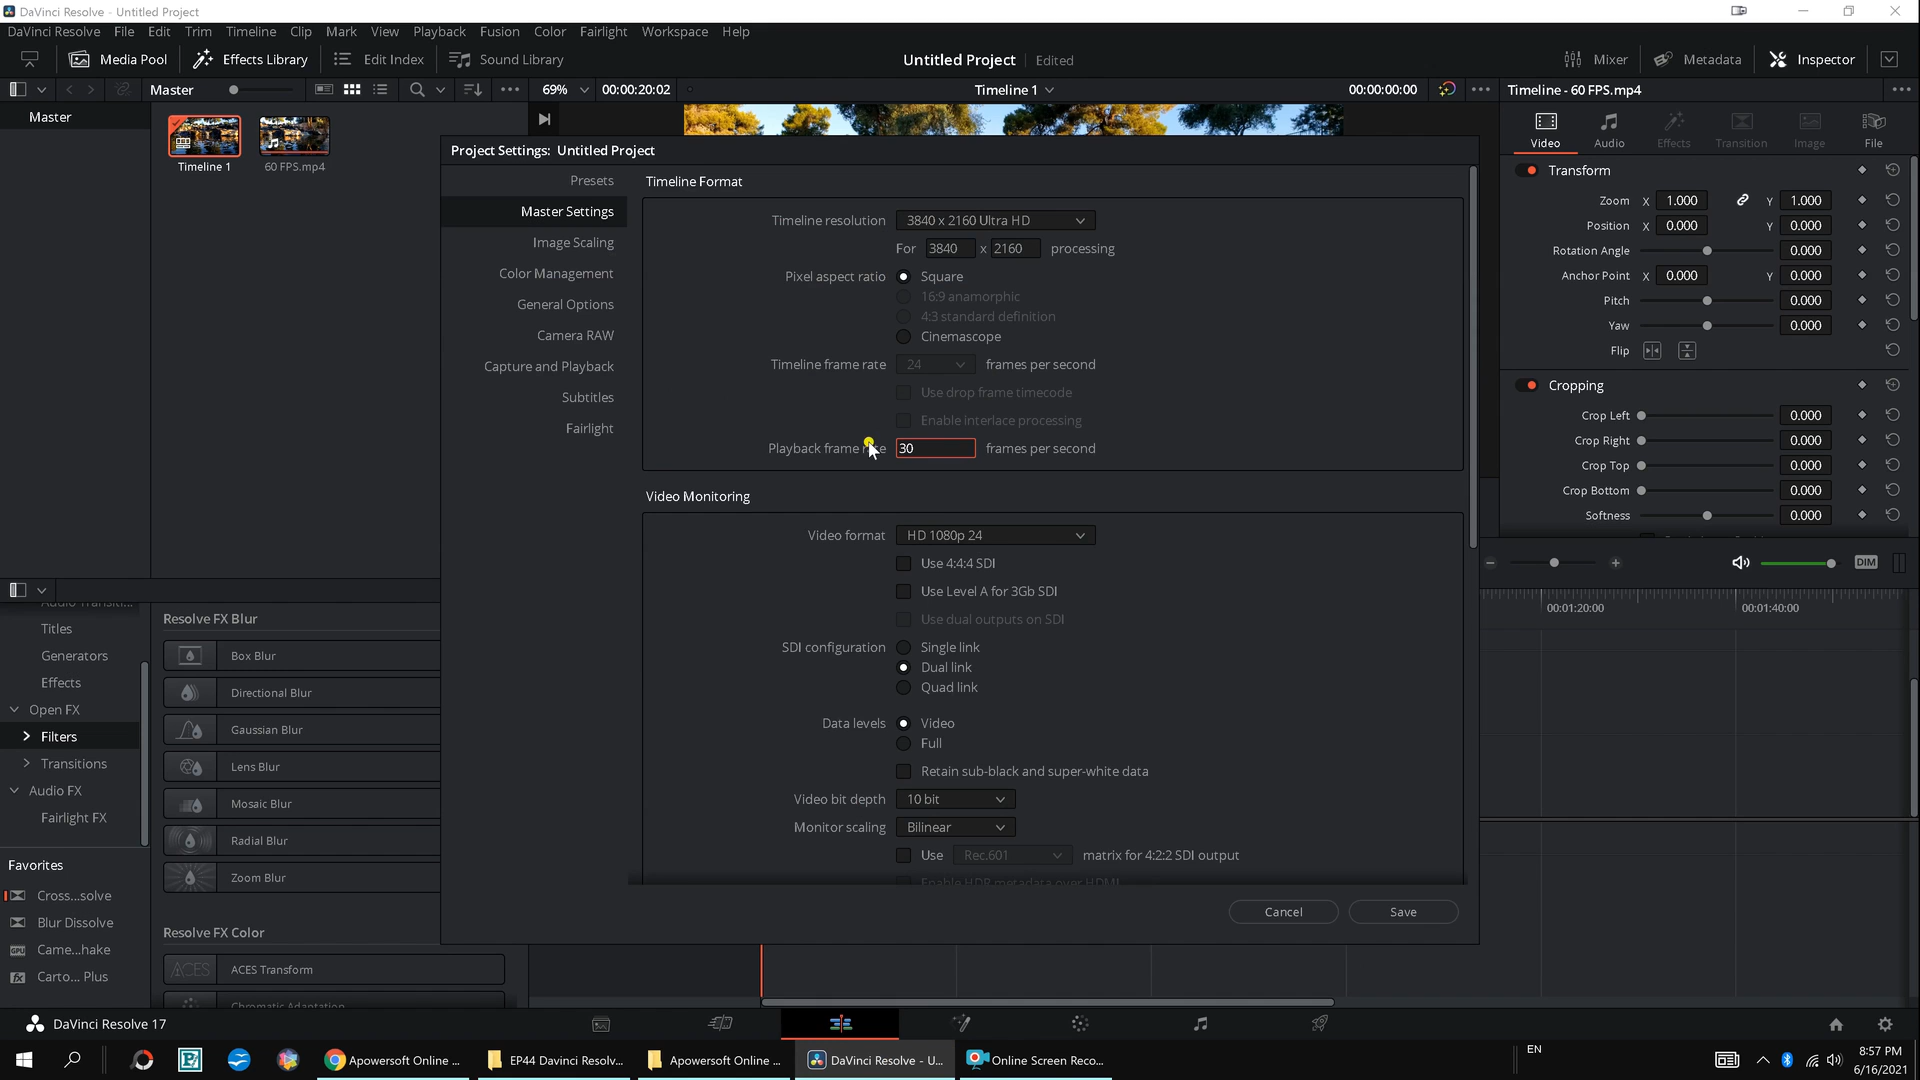 DaVinci Resolve - Untitled Project
DaVinci Resolve File Edit Trim Timeline Clip Mark View Playback Fusion Color Fairlight Workspace Help
Media Pool Effects Library Edit Index Sound Library Untitled Project Edited Mixer Metadata Inspector
Master 69% 00:00:20:02 Timeline 1 00:00:00:00 Timeline - 60 FPS.mp4
Master
Timeline 1 60 FPS.mp4
Video Audio Effects Transition Image File
Project Settings: Untitled Project
Presets
Master Settings
Image Scaling
Color Management
General Options
Camera RAW
Capture and Playback
Subtitles
Fairlight
Timeline Format
Timeline resolution 3840 x 2160 Ultra HD
For 3840 x 2160 processing
Pixel aspect ratio Square
16:9 anamorphic
4:3 standard definition
Cinemascope
Timeline frame rate 24 frames per second
Use drop frame timecode
Enable interlace processing
Playback frame 30 frames per second
Video Monitoring
Video format HD 1080p 24
Use 4:4:4 SDI
Use Level A for 3Gb SDI
Use dual outputs on SDI
SDI configuration Single link
Dual link
Quad link
Data levels Video
Full
Retain sub-black and super-white data
Video bit depth 10 bit
Monitor scaling Bilinear
Use Rec.601 matrix for 4:2:2 SDI output
Enable HDR metadata over HDMI
Cancel Save
Transform
Zoom X 1.000 Y 1.000
Position X 0.000 Y 0.000
Rotation Angle 0.000
Anchor Point X 0.000 Y 0.000
Pitch 0.000
Yaw 0.000
Flip
Cropping
Crop Left 0.000
Crop Right 0.000
Crop Top 0.000
Crop Bottom 0.000
Softness 0.000
DIM
00:01:20:00 00:01:40:00
Audio Transiti...
Titles
Generators
Effects
Open FX
Filters
Transitions
Audio FX
Fairlight FX
Favorites
Cross...solve
Blur Dissolve
Came...hake
Carto... Plus
Resolve FX Blur
Box Blur
Directional Blur
Gaussian Blur
Lens Blur
Mosaic Blur
Radial Blur
Zoom Blur
Resolve FX Color
ACES ACES Transform
Chromatic Adaptation
DaVinci Resolve 17
Apowersoft Online ... EP44 Davinci Resolv... Apowersoft Online ... DaVinci Resolve - U... Online Screen Reco... EN
8:57 PM
6/16/2021